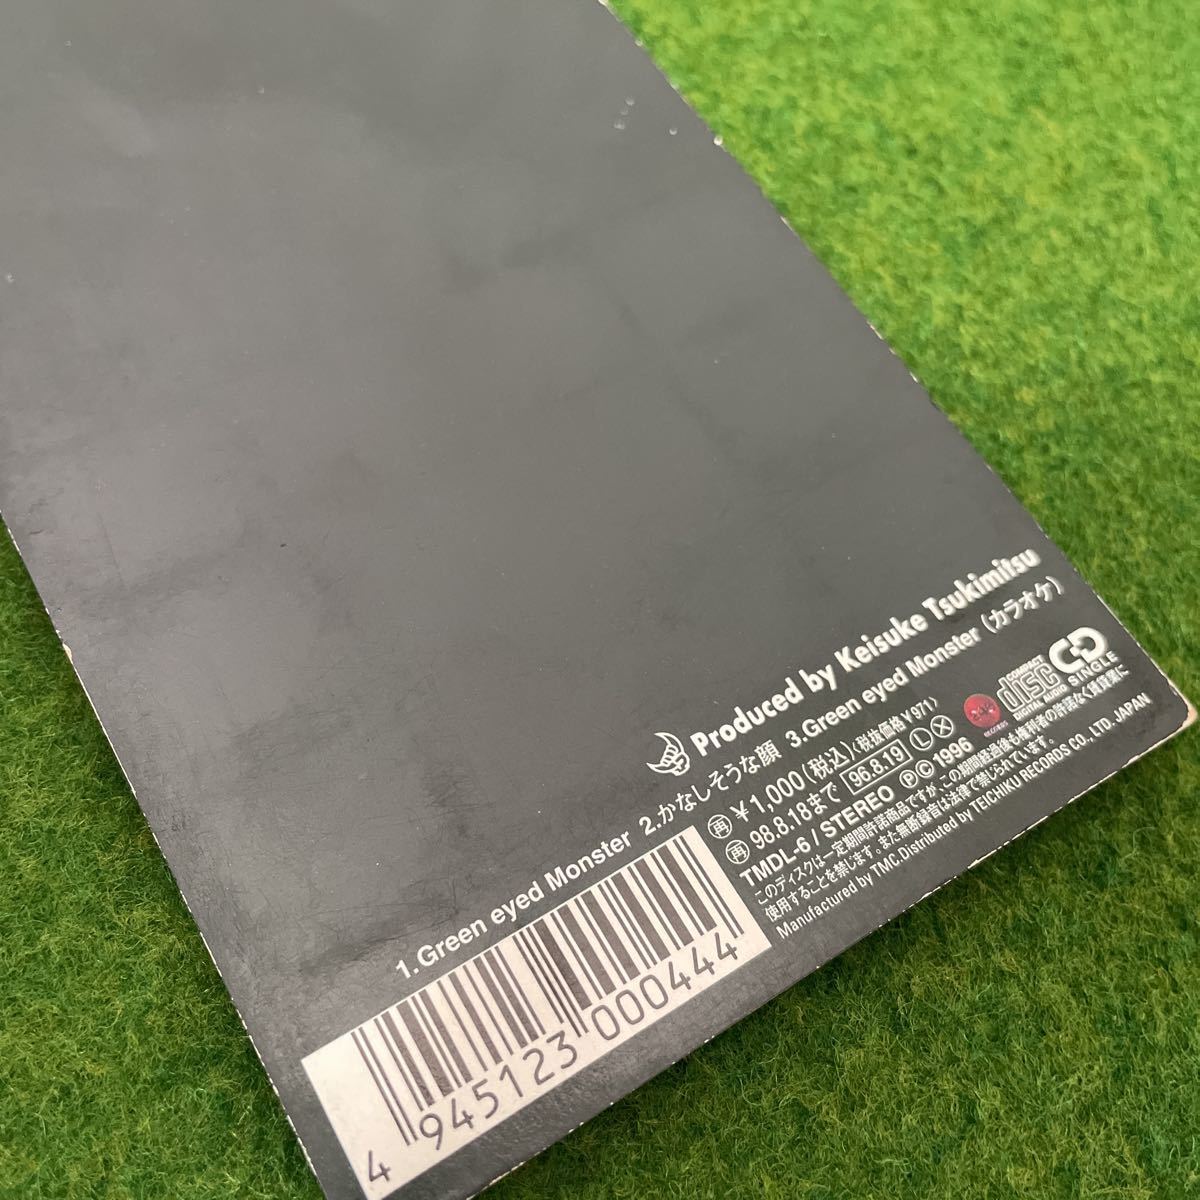 Produced by Keisuke Tsukimitsu
1.Green eyed Monster 2.かなしそうな顔 3.Green eyed Monster (カラオケ)
再 ¥1,000(税込)〈税抜価格¥971〉
再 98.8.18まで 96.8.19 L X
TMDL-6 / STEREO Ⓟ© 1996
RECORDS
COMPACT disc DIGITAL AUDIO
CD SINGLE
このディスクは一定期間許諾商品ですが、この期間経過後も権利者の許諾なく賃貸業に
使用することを禁じます。また無断録音は法律で禁じられています。
Manufactured by TMC. Distributed by TEICHIKU RECORDS CO., LTD. JAPAN
4 945123 000444